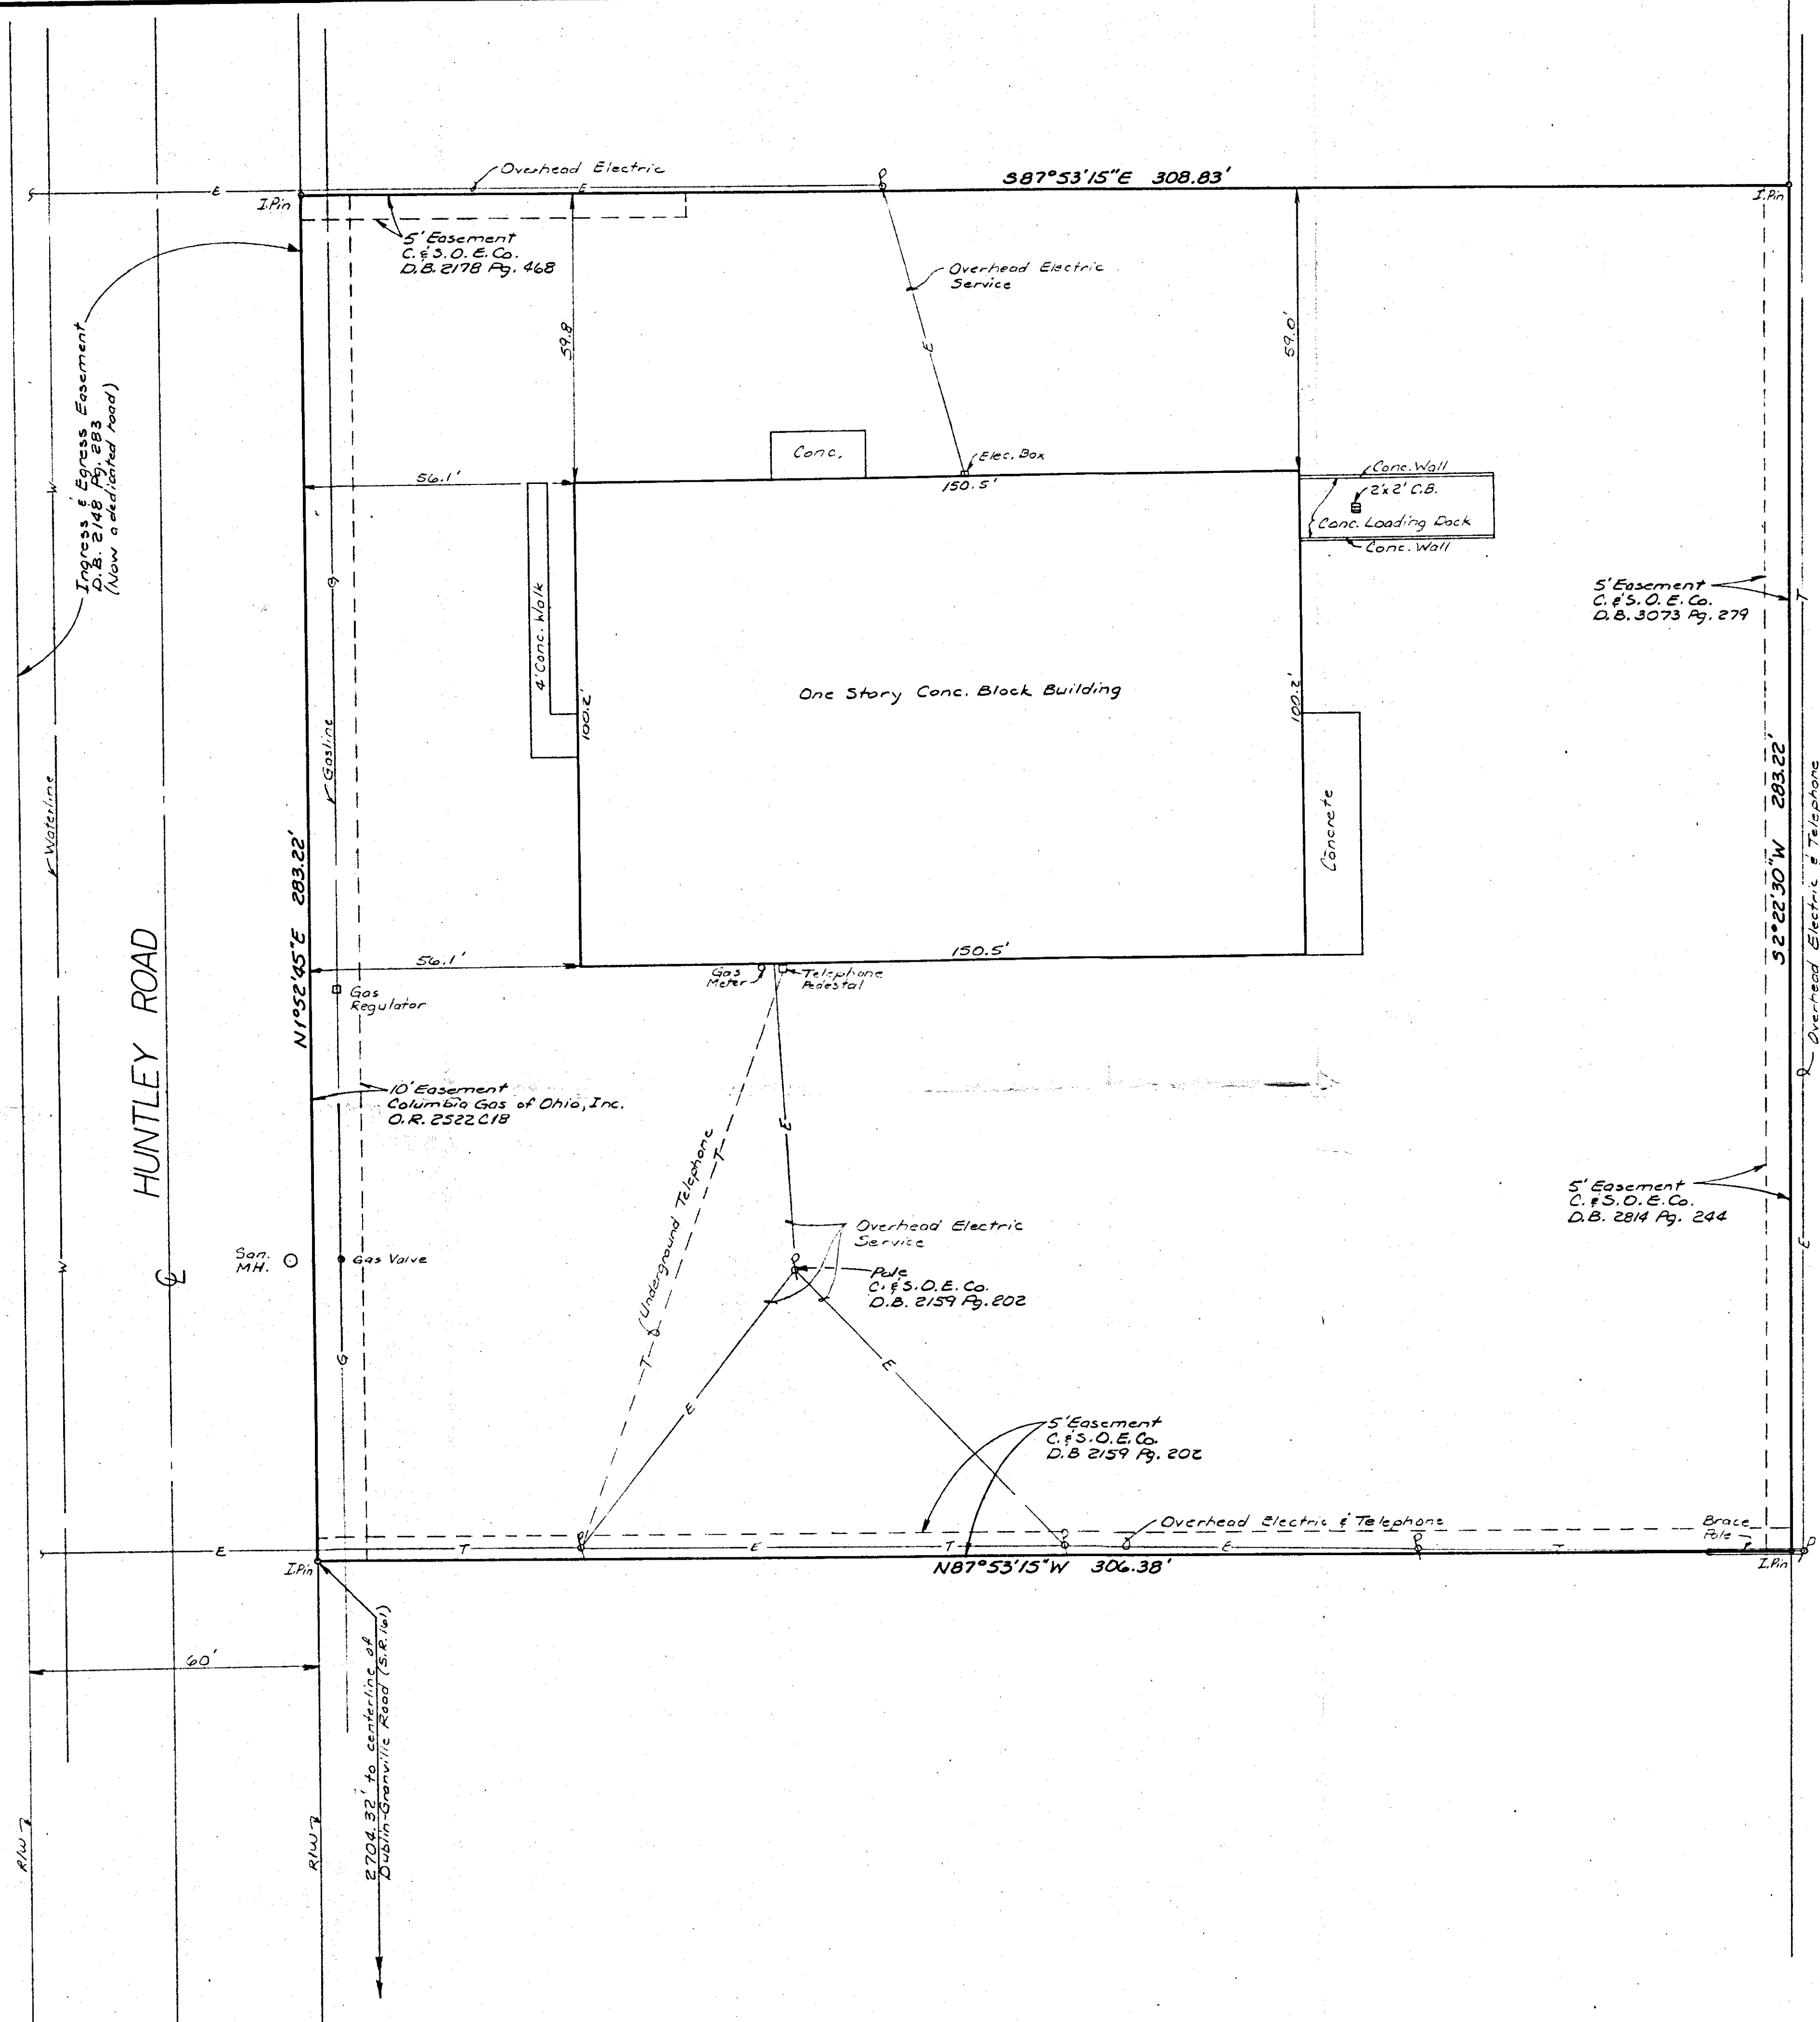 Overhead Electric
E
E
S87°53'15"E 308.83'
I.Pin
I.Pin
5' Easement
C. & S.O.E.Co.
D.B. 2178 Pg. 468
Overhead Electric
Service
E
59.8
59.0'
Ingress & Egress Easement
D.B. 2148 Pg. 283
(Now a dedicated road)
W
Conc.
Elec. Box
56.1'
150.5'
Conc. Wall
2'x2' C.B.
Conc. Loading Dock
Conc. Wall
G
4' Conc. Walk
5' Easement
C. & S.O.E.Co.
D.B. 3073 Pg. 279
T
One Story Conc. Block Building
100.2'
100.2'
Gasline
Waterline
Concrete
N1°52'45"E 283.22'
S2°22'30"W 283.22'
Overhead Electric & Telephone
HUNTLEY ROAD
56.1'
150.5'
Gas
Meter
Telephone
Pedestal
Gas
Regulator
10' Easement
Columbia Gas of Ohio, Inc.
O.R. 2522 C18
E
Underground Telephone
T
T
5' Easement
C. & S.O.E.Co.
D.B. 2814 Pg. 244
E
Overhead Electric
Service
San.
MH.
Gas Valve
W
Pole
C. & S.O.E.Co.
D.B. 2159 Pg. 202
G
E
E
5' Easement
C. & S.O.E.Co.
D.B 2159 Pg. 202
Overhead Electric & Telephone
Brace
Pole
E
T
E
T
E
T
I.Pin
N87°53'15"W 306.38'
I.Pin
60'
2704.32' to centerline of
Dublin-Granville Road (S.R.161)
R/W
R/W